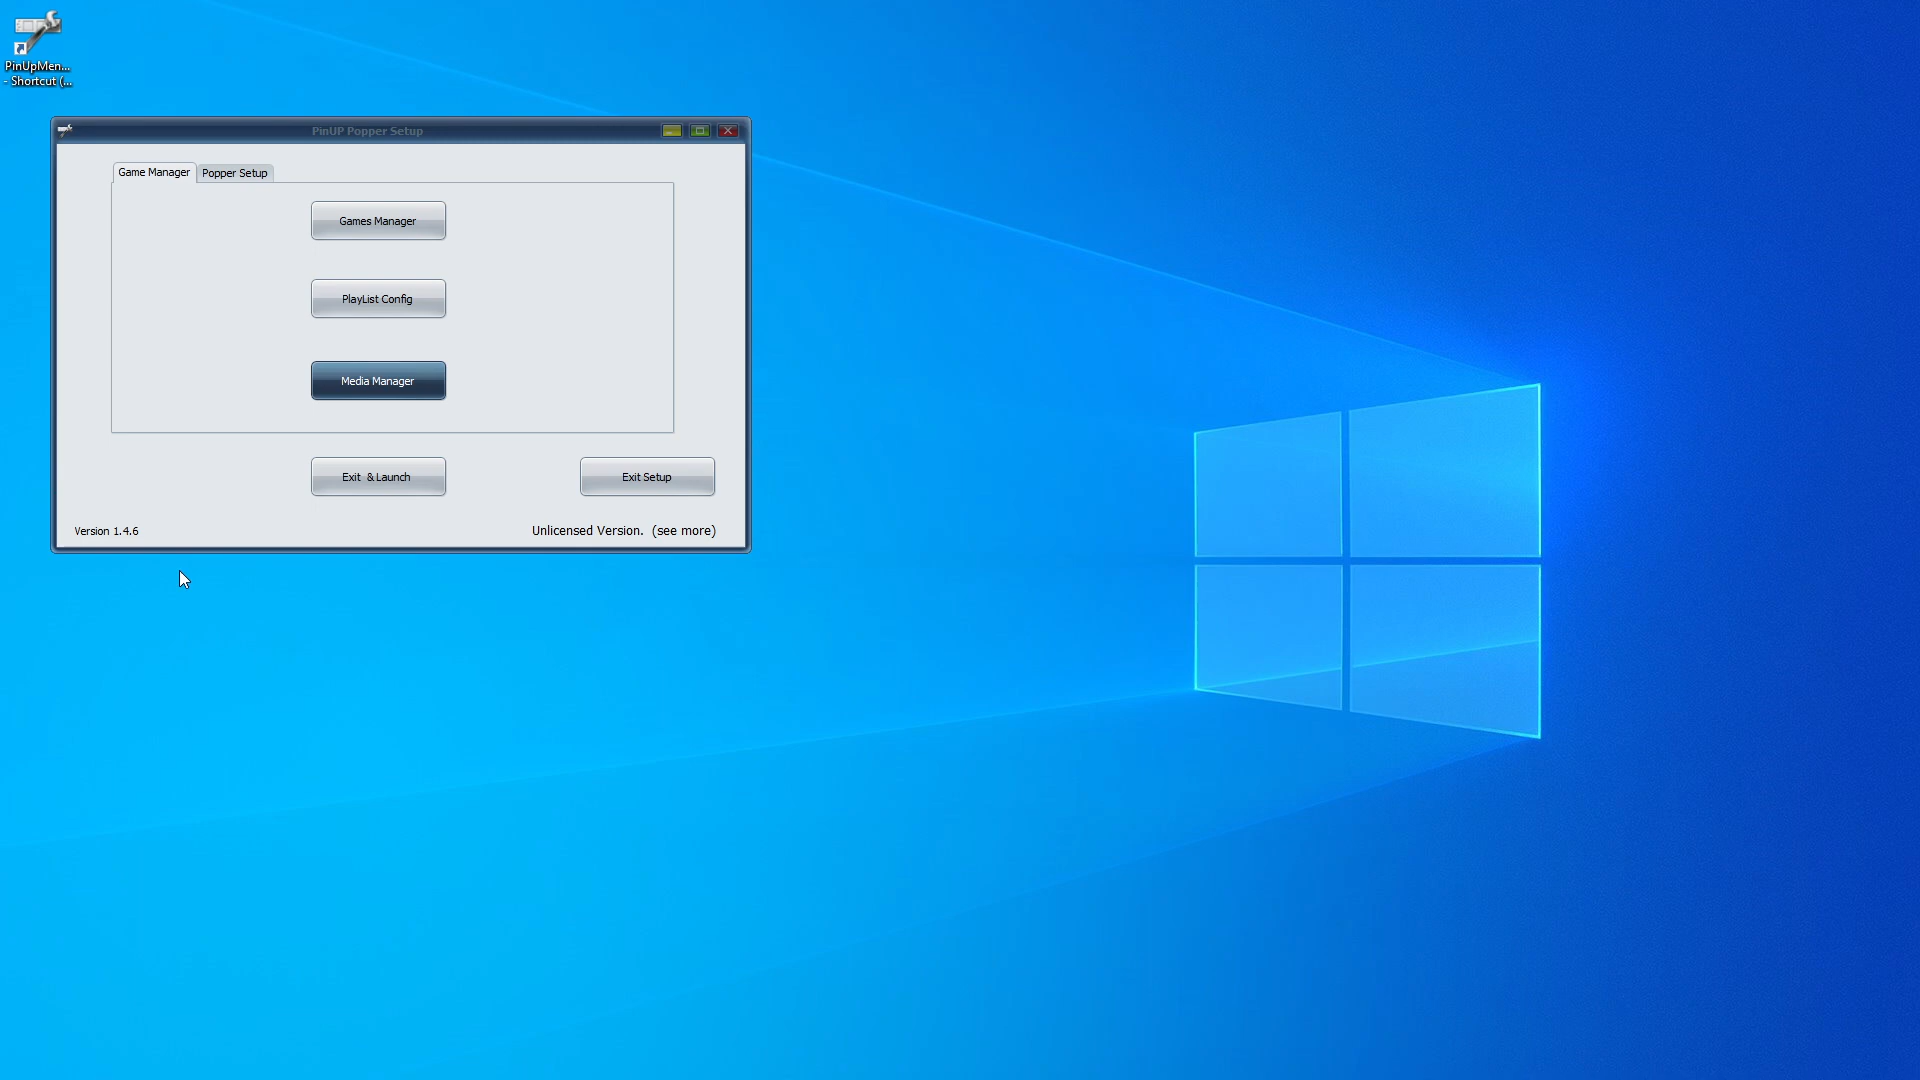 PinUpMen...
- Shortcut (...
PinUP Popper Setup
Game Manager
Popper Setup
Games Manager
PlayList Config
Media Manager
Exit & Launch
Exit Setup
Version 1.4.6
Unlicensed Version. (see more)